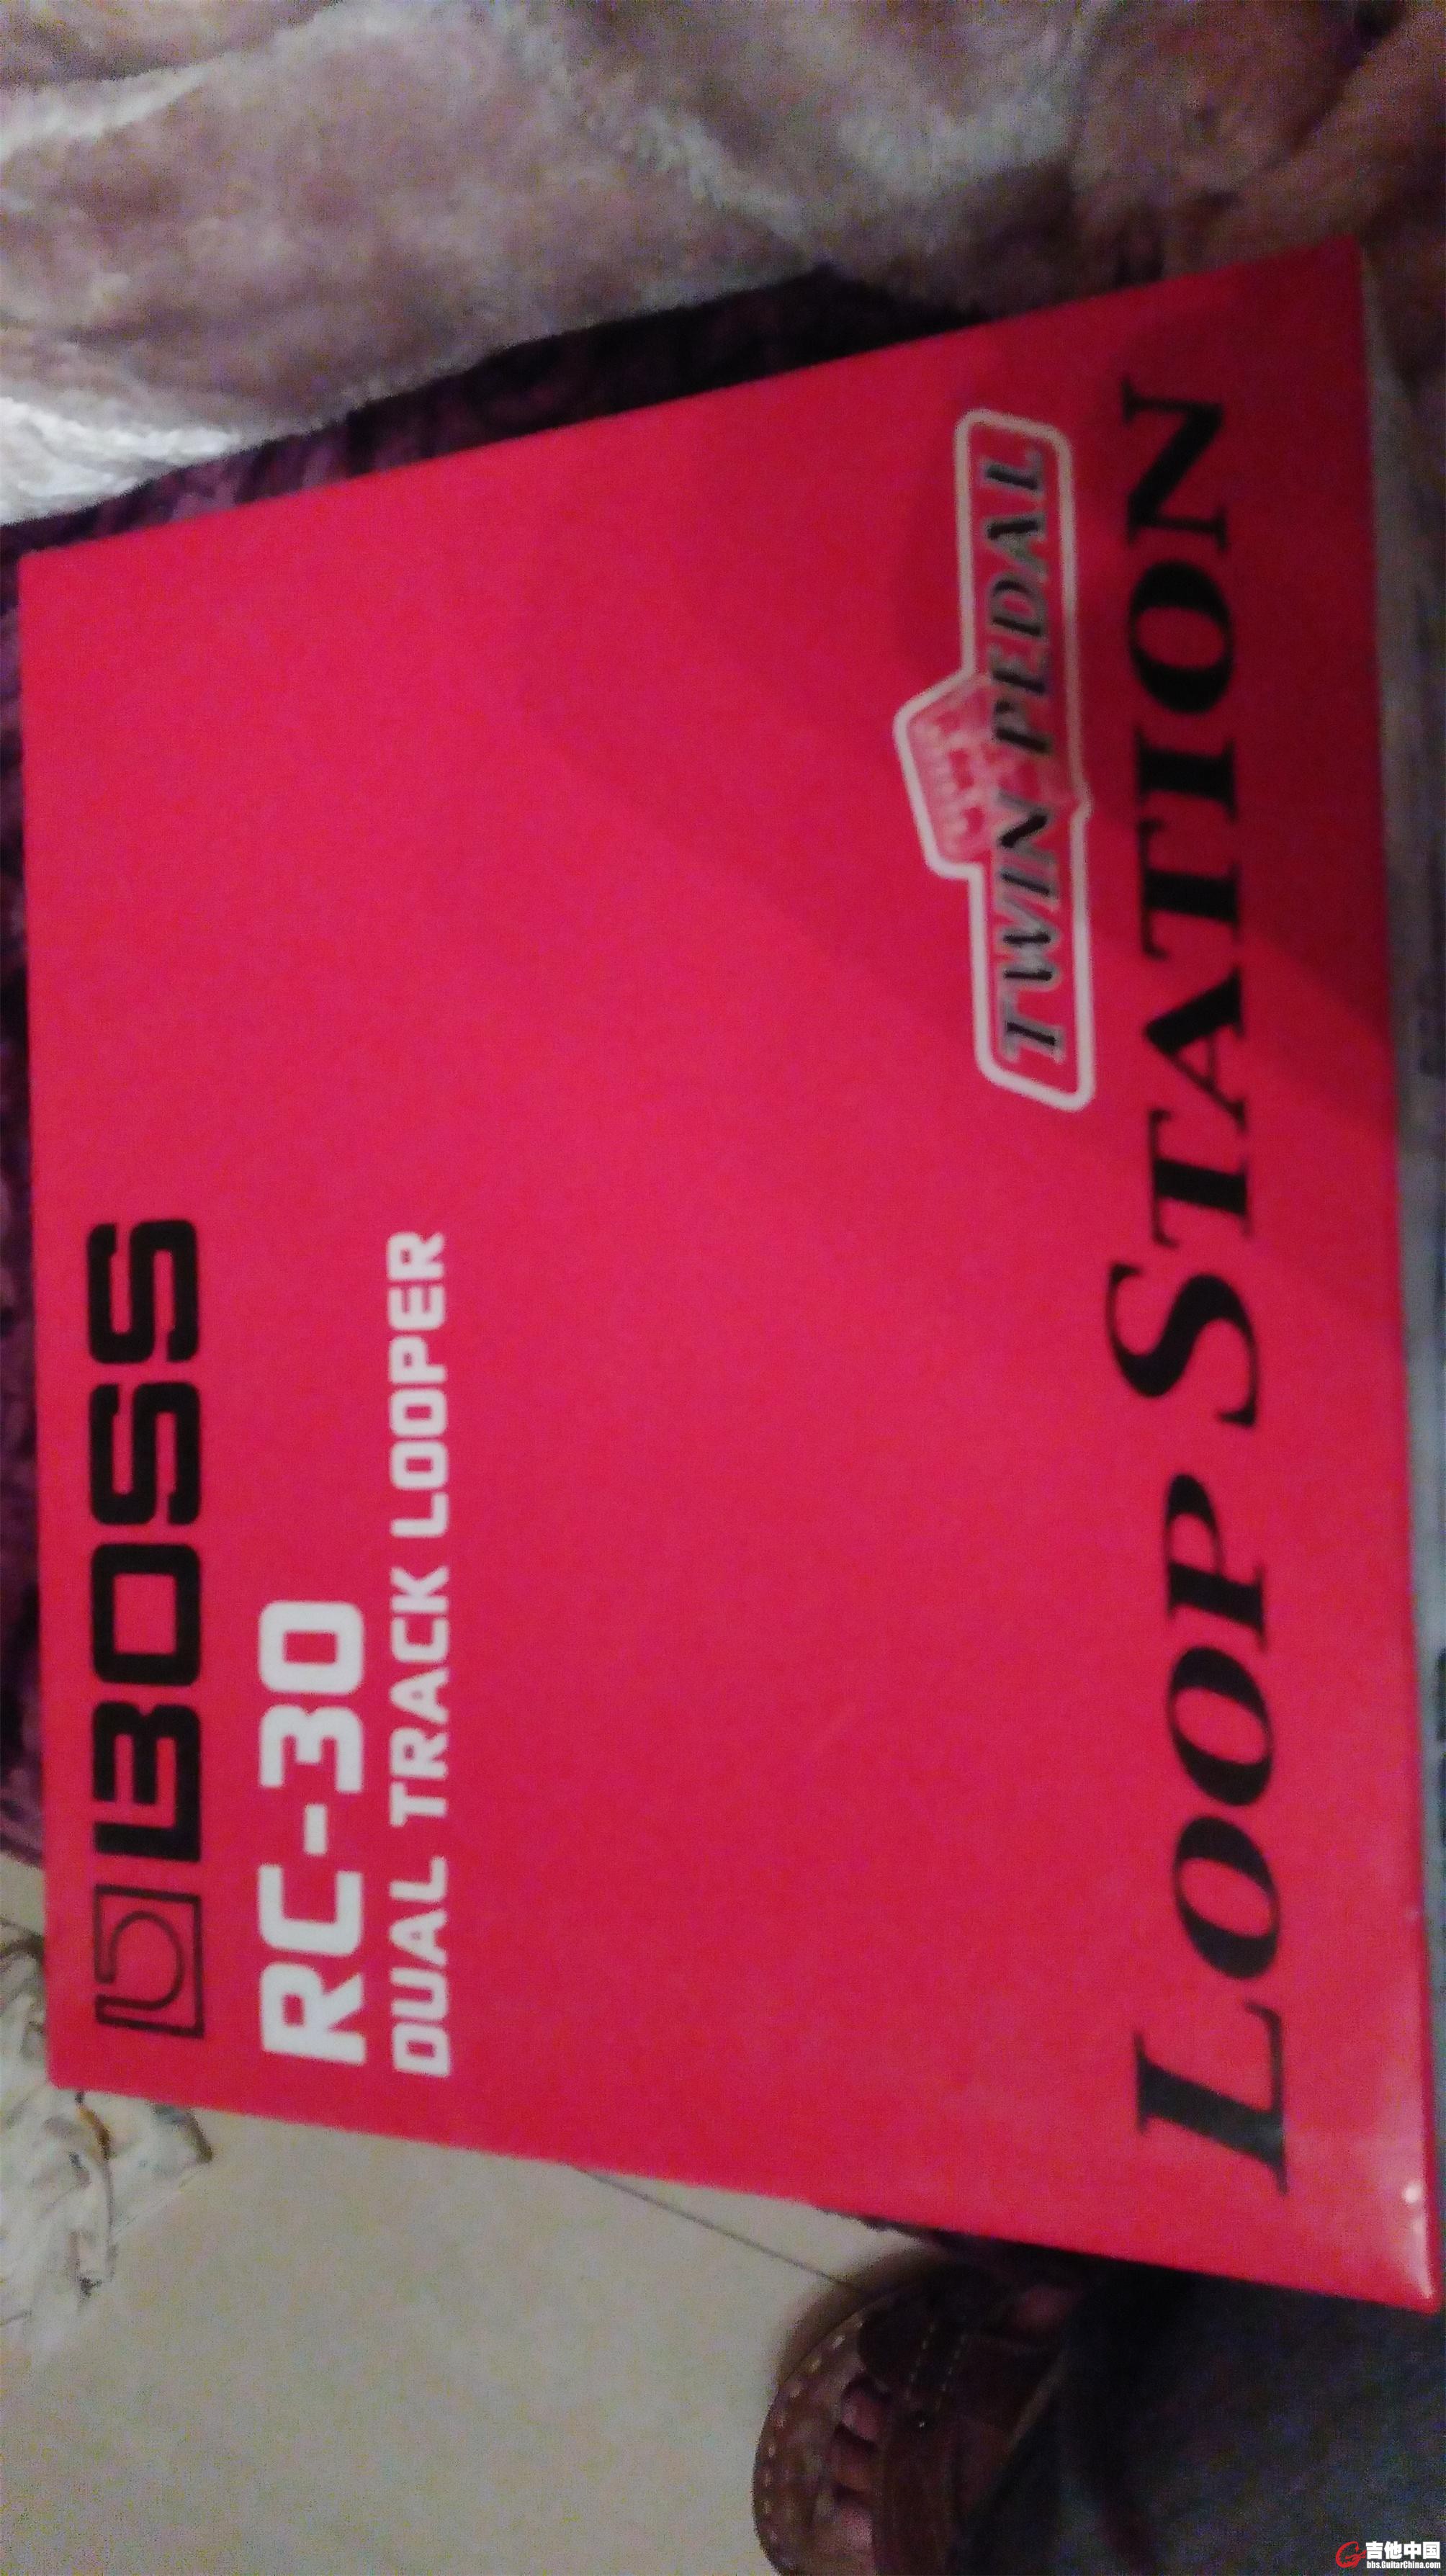 BOSS
RC-30
DUAL TRACK LOOPER
TWIN PEDAL
LOOP STATION
吉他中国
bbs.GuitarChina.com